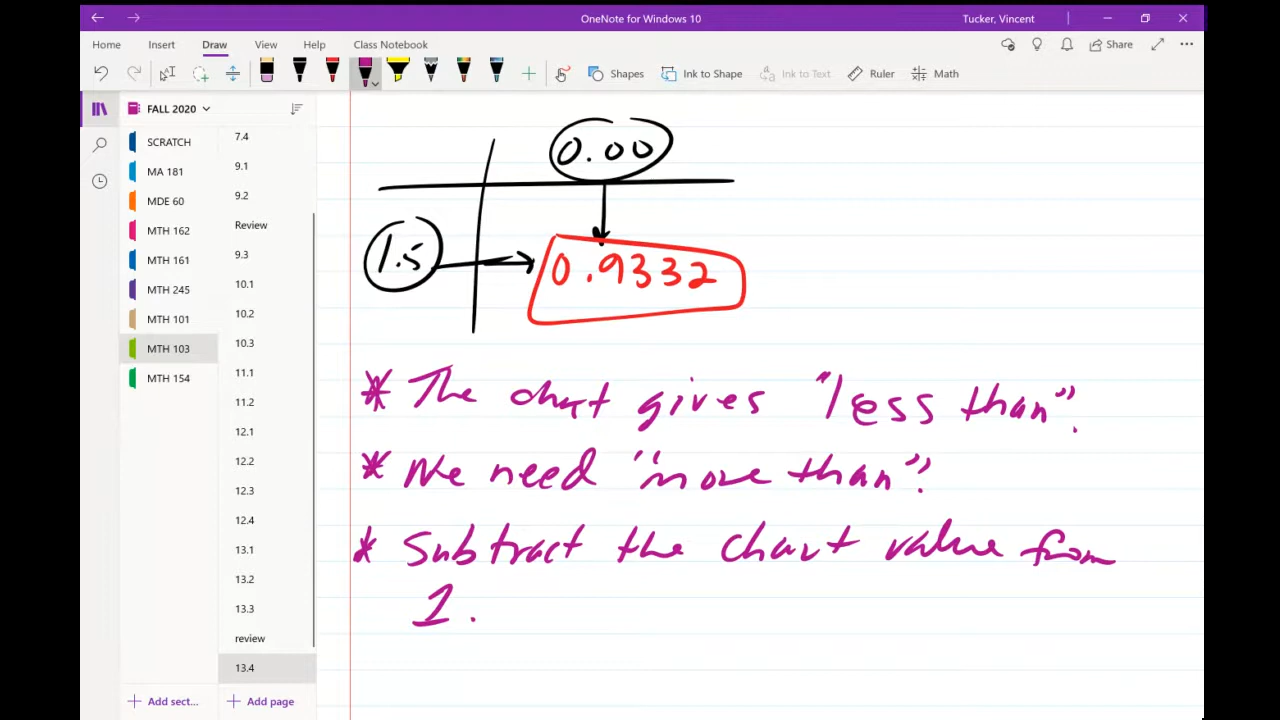 OneNote for Windows 10
Tucker, Vincent
Home Insert Draw View Help Class Notebook
Share
Shapes Ink to Shape Ink to Text Ruler Math
FALL 2020
SCRATCH
MA 181
MDE 60
MTH 162
MTH 161
MTH 245
MTH 101
MTH 103
MTH 154
Add sect...
7.4
9.1
9.2
Review
9.3
10.1
10.2
10.3
11.1
11.2
12.1
12.2
12.3
12.4
13.1
13.2
13.3
review
13.4
Add page
0.00
1.5
0.9332
* The chart gives "less than".
* We need "more than".
* Subtract the chart value from
1.